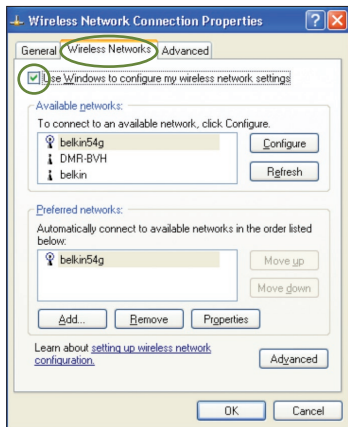 Wireless Network Connection Properties
General Wireless Networks Advanced
Use Windows to configure my wireless network settings
Available networks:
To connect to an available network, click Configure.
belkin54g
DMR-BVH
belkin
Configure
Refresh
Preferred networks:
Automatically connect to available networks in the order listed
below:
belkin54g
Move up
Move down
Add... Remove Properties
Learn about setting up wireless network
configuration.
Advanced
OK Cancel